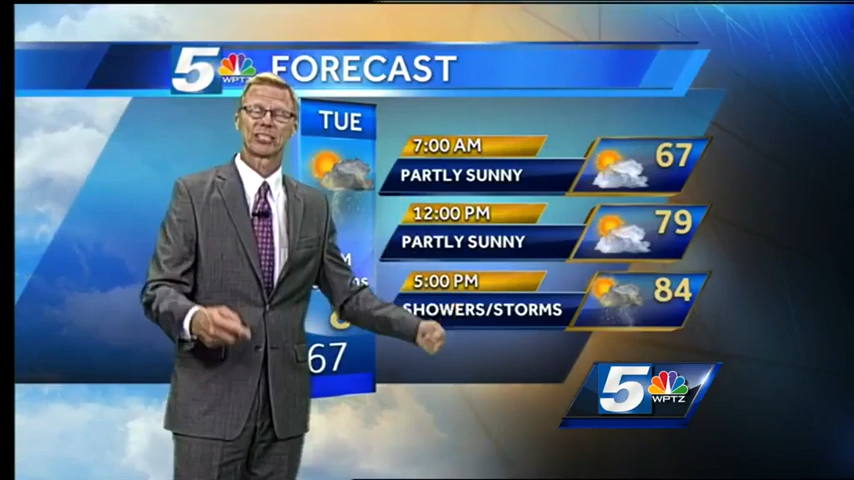 5
WPTZ
FORECAST
TUE
67
7:00 AM
PARTLY SUNNY
67
12:00 PM
PARTLY SUNNY
79
5:00 PM
SHOWERS/STORMS
84
5
WPTZ